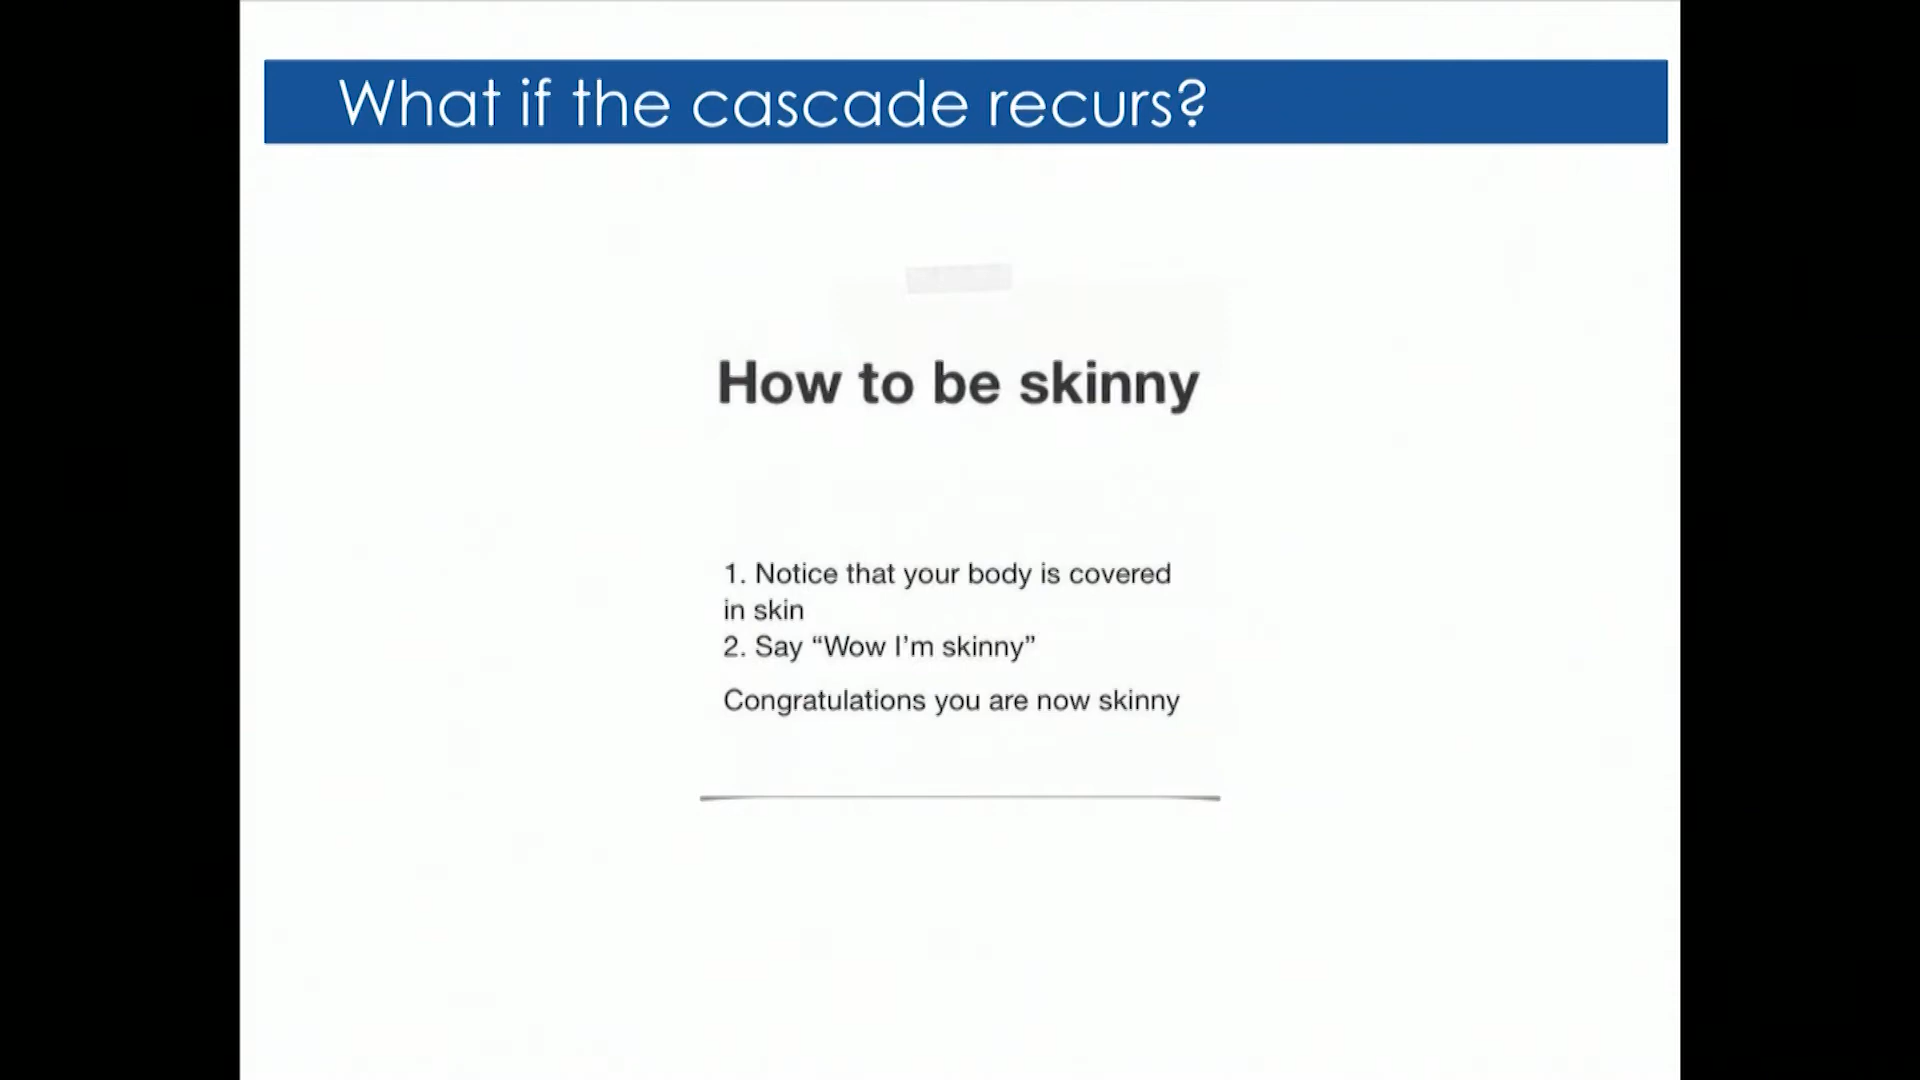 What if the cascade recurs?
How to be skinny
1. Notice that your body is covered
in skin
2. Say “Wow I’m skinny”
Congratulations you are now skinny